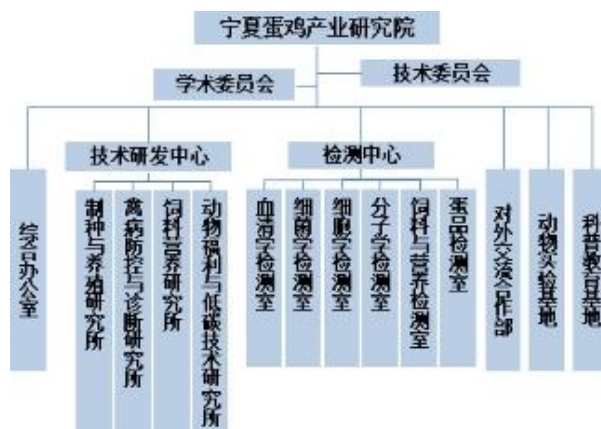 宁夏蛋鸡产业研究院
学术委员会
技术委员会
综合办公室
技术研发中心
制种与养殖研究所
禽病防控与诊断研究所
饲料营养研究所
动物福利与低碳技术研究所
检测中心
血清学检测室
细菌学检测室
细胞学检测室
分子学检测室
饲料与营养检测室
蛋品检测室
对外交流合作部
动物实验基地
科普教育基地